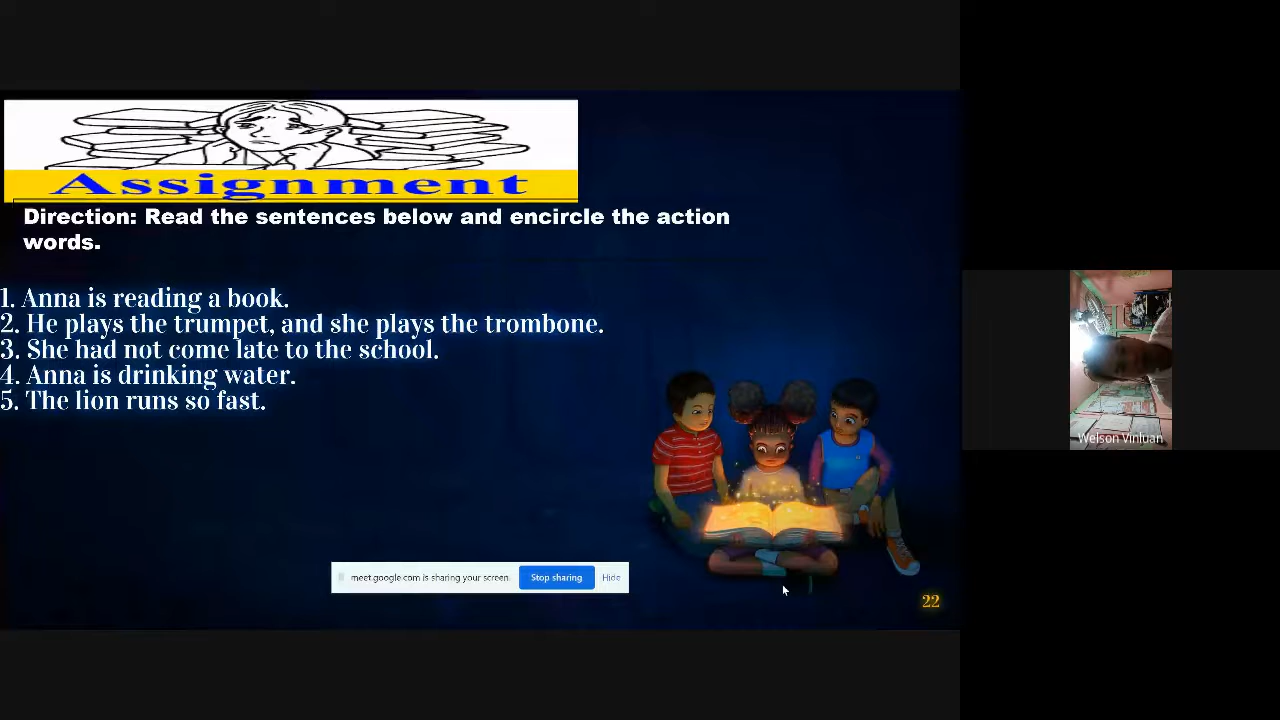 Assignment
Direction: Read the sentences below and encircle the action
words.
1. Anna is reading a book.
2. He plays the trumpet, and she plays the trombone.
3. She had not come late to the school.
4. Anna is drinking water.
5. The lion runs so fast.
meet.google.com is sharing your screen.
Stop sharing
Hide
22
Welson Vinluan